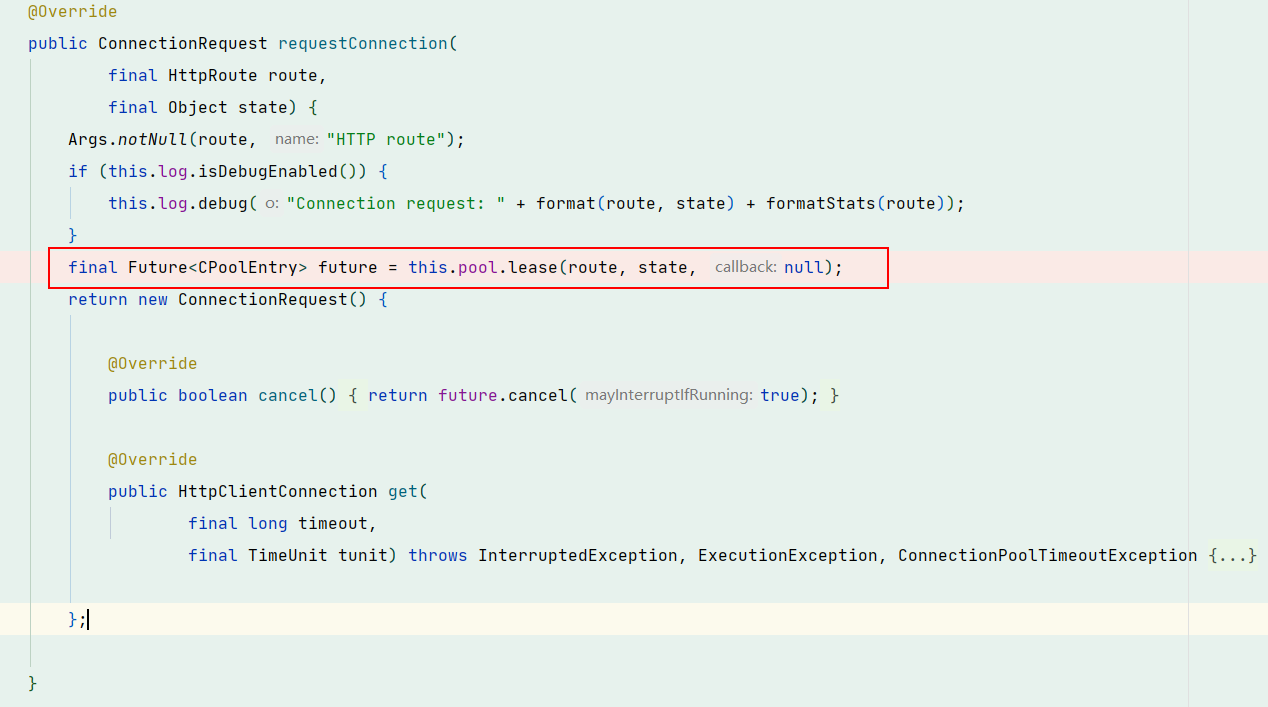 @Override
public ConnectionRequest requestConnection(
final HttpRoute route,
final Object state) {
Args.notNull(route, name: "HTTP route");
if (this.log.isDebugEnabled()) {
this.log.debug( o: "Connection request: " + format(route, state) + formatStats(route));
}
final Future<CPoolEntry> future = this.pool.lease(route, state, callback: null);
return new ConnectionRequest() {
@Override
public boolean cancel() { return future.cancel( mayInterruptIfRunning: true); }
@Override
public HttpClientConnection get(
final long timeout,
final TimeUnit tunit) throws InterruptedException, ExecutionException, ConnectionPoolTimeoutException {...}
};
}